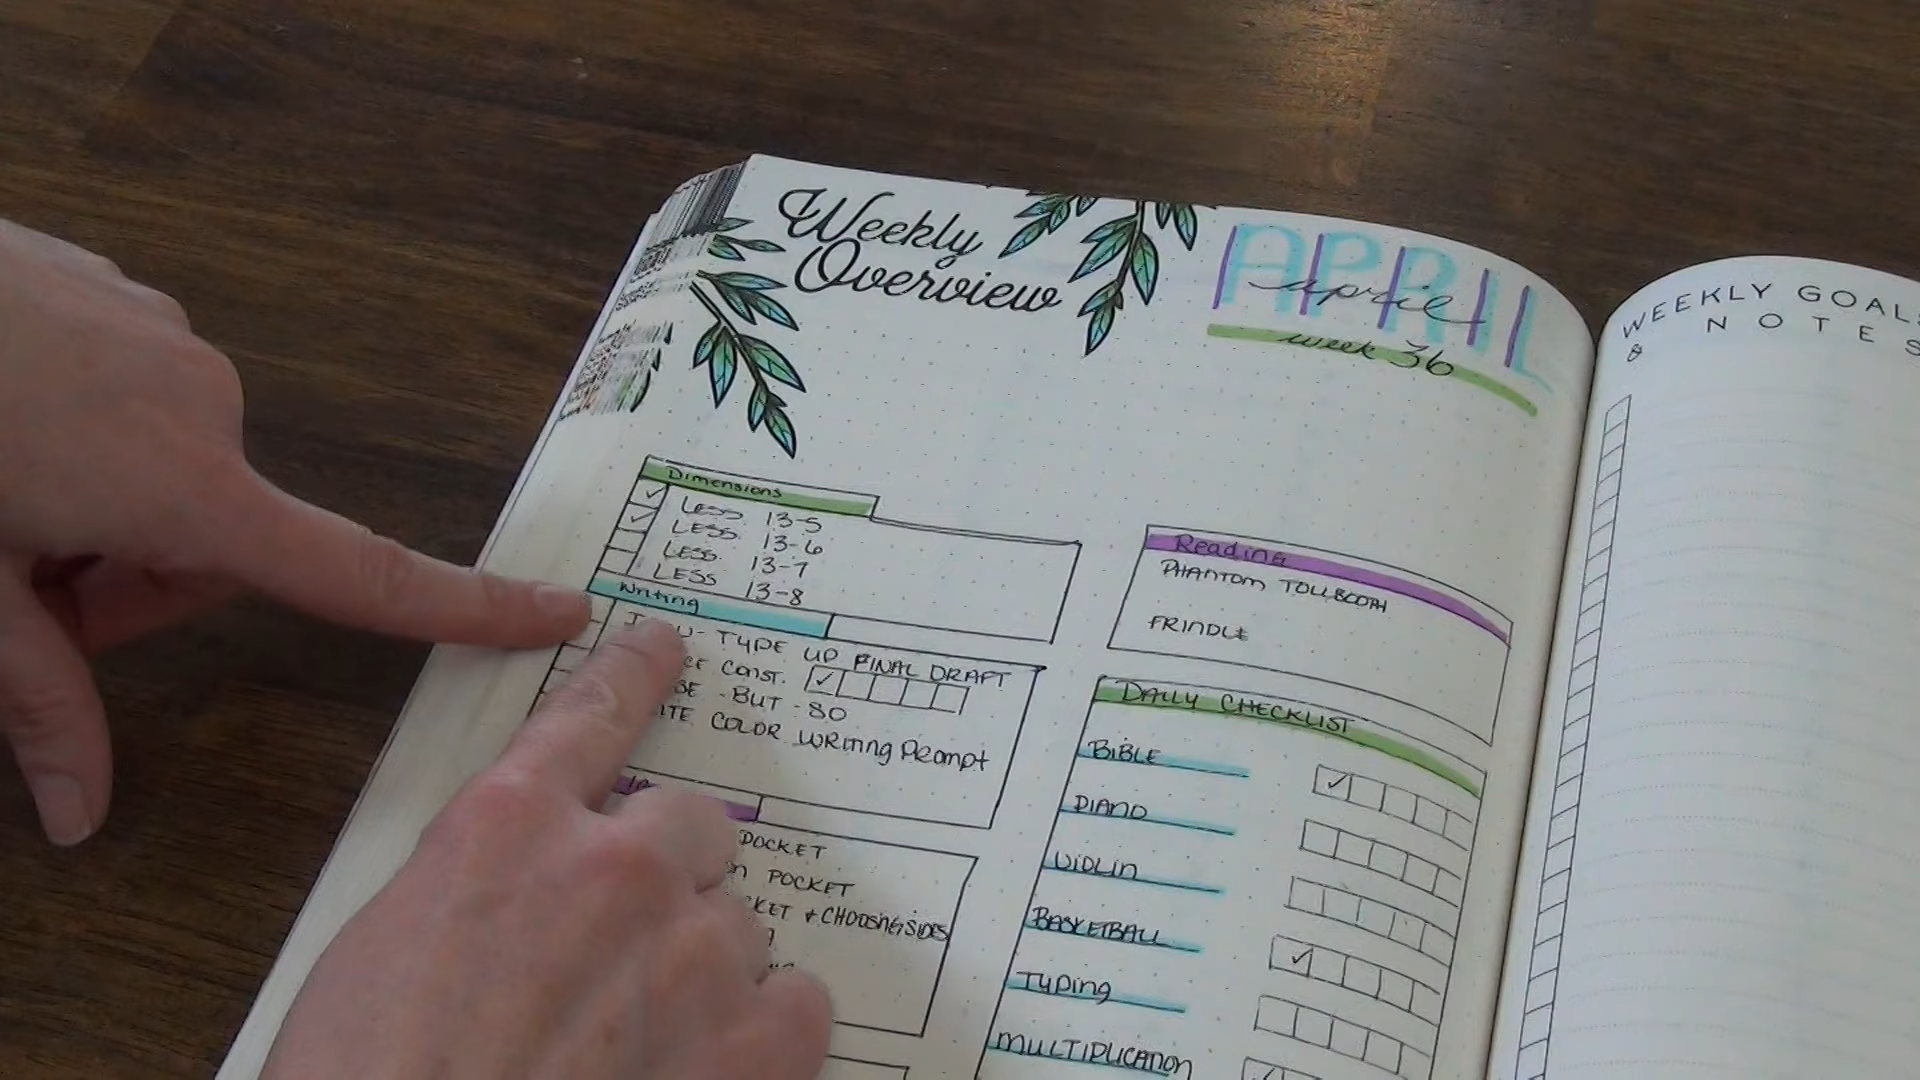 Weekly
Overview
APRIL
april
week 36
Dimensions
LESS 13-5
LESS 13-6
LESS 13-7
LESS 13-8
Writing
TYPE UP FINAL DRAFT
CONST.
BUT - 80
COLOR WRITING PROMPT
POCKET
POCKET
& CHOOSING SIDES
Reading
PHANTOM TOLLBOOTH
FRINDLE
DAILY CHECKLIST
BIBLE
PIANO
VIOLIN
BASKETBALL
TYPING
MULTIPLICATION
WEEKLY GOALS
& NOTES